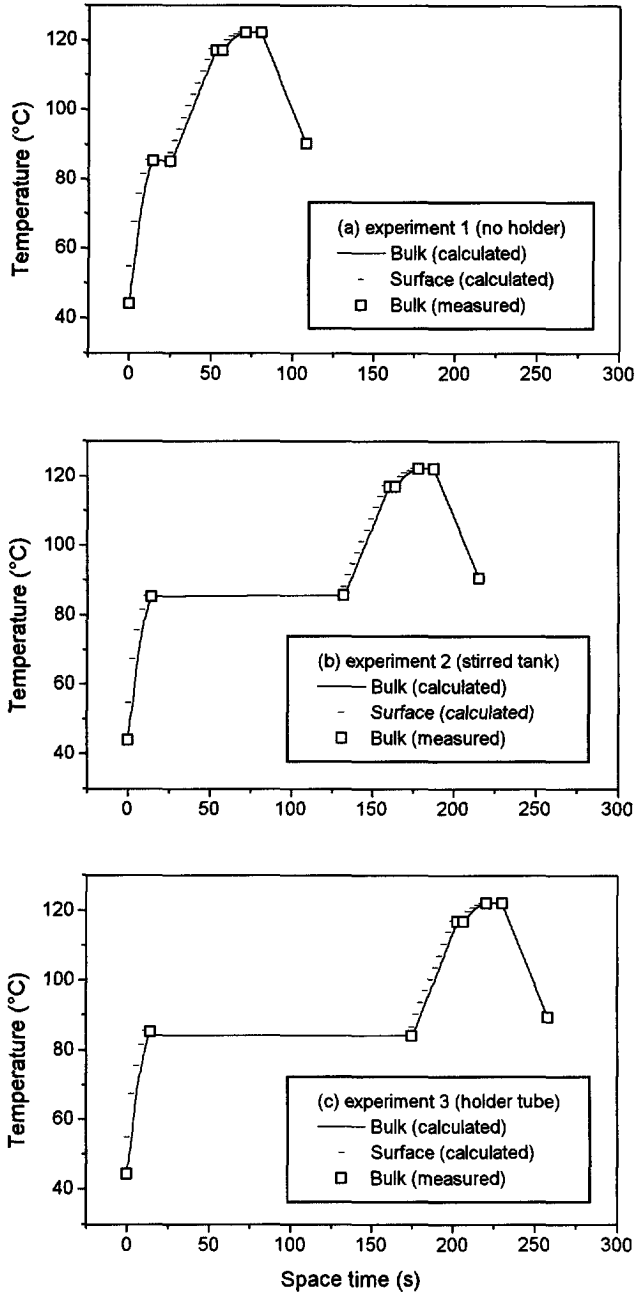 120
100
80
60
40
Temperature (°C)
(a) experiment 1 (no holder)
Bulk (calculated)
Surface (calculated)
Bulk (measured)
0 50 100 150 200 250 300
120
100
80
60
40
Temperature (°C)
(b) experiment 2 (stirred tank)
Bulk (calculated)
Surface (calculated)
Bulk (measured)
0 50 100 150 200 250 300
120
100
80
60
40
Temperature (°C)
(c) experiment 3 (holder tube)
Bulk (calculated)
Surface (calculated)
Bulk (measured)
0 50 100 150 200 250 300
Space time (s)